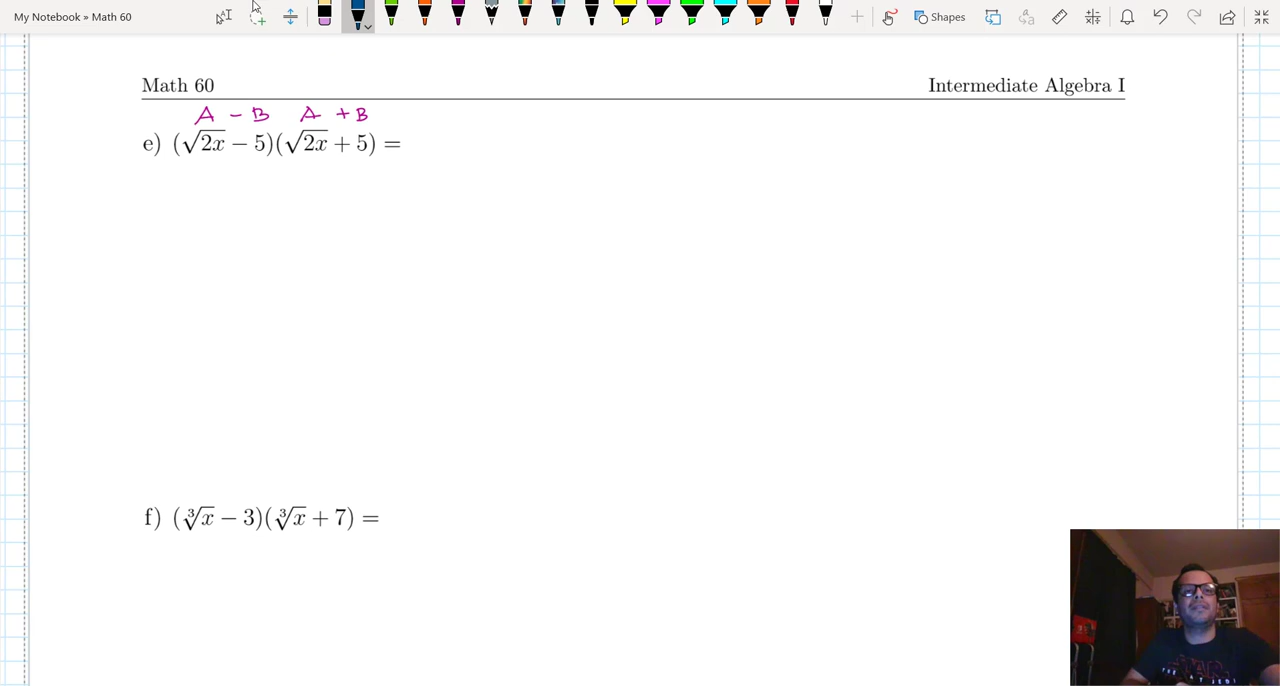 My Notebook » Math 60
Shapes
Math 60 Intermediate Algebra I
A - B A + B
e) (√2x − 5)(√2x + 5) =
f) (∛x − 3)(∛x + 7) =